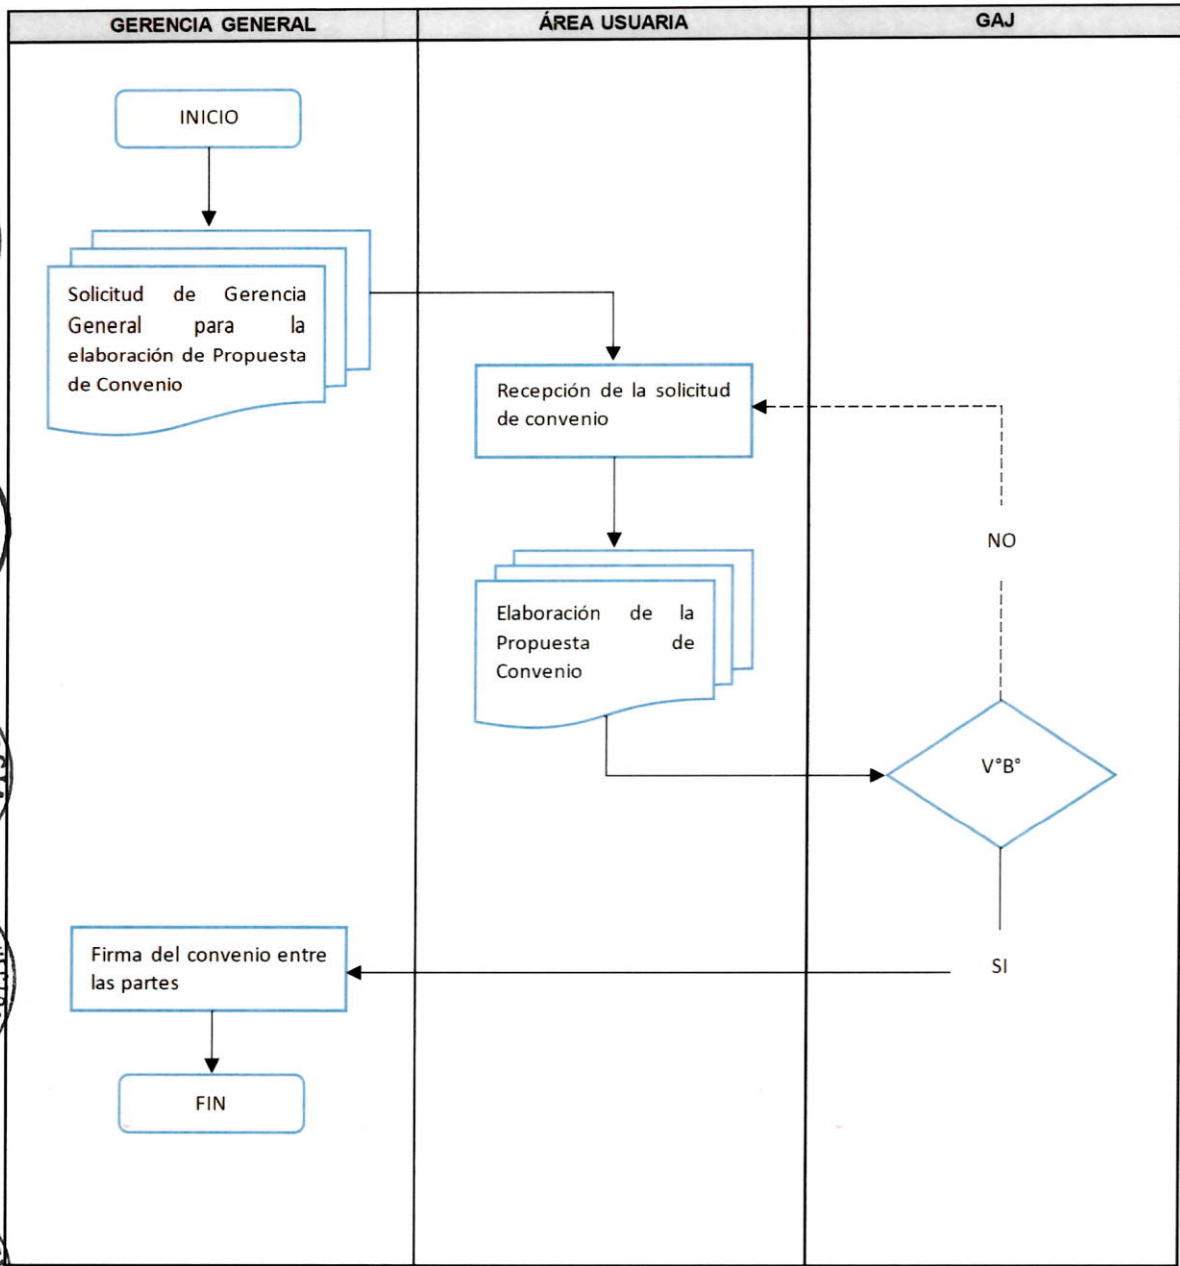 GERENCIA GENERAL
ÁREA USUARIA
GAJ
INICIO
Solicitud de Gerencia
General para la
elaboración de Propuesta
de Convenio
Recepción de la solicitud
de convenio
NO
Elaboración de la
Propuesta de
Convenio
V°B°
Firma del convenio entre
las partes
SI
FIN